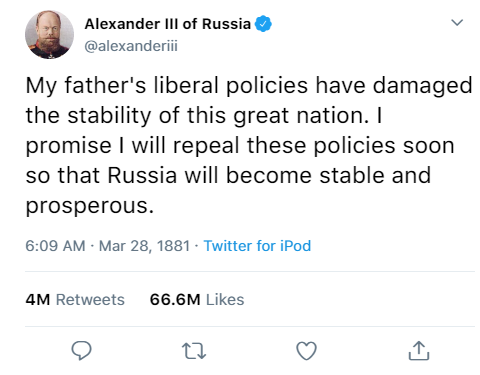 Alexander III of Russia
@alexanderiii
My father's liberal policies have damaged
the stability of this great nation. I
promise I will repeal these policies soon
so that Russia will become stable and
prosperous.
6:09 AM · Mar 28, 1881 · Twitter for iPod
4M Retweets 66.6M Likes